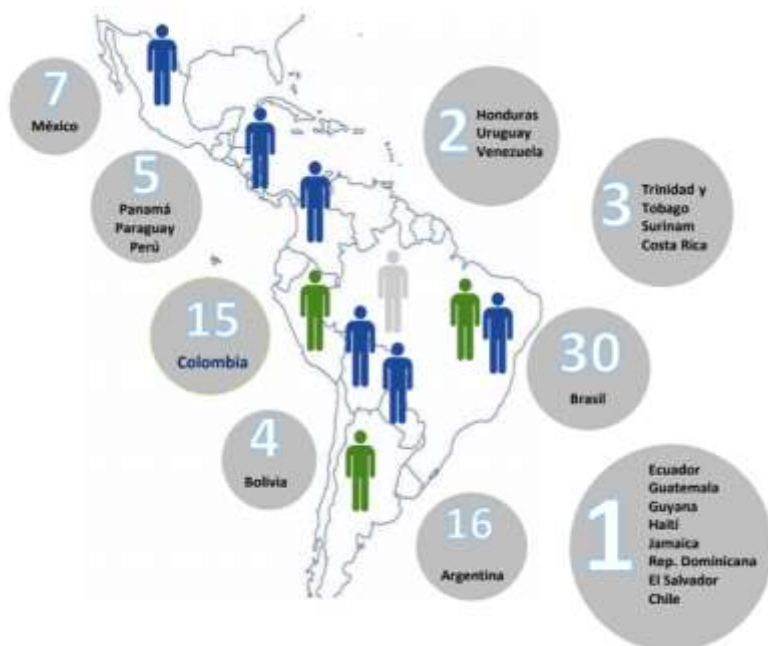 7
México
5
Panamá
Paraguay
Perú
2
Honduras
Uruguay
Venezuela
3
Trinidad y
Tobago
Surinam
Costa Rica
15
Colombia
30
Brasil
4
Bolivia
16
Argentina
1
Ecuador
Guatemala
Guyana
Haití
Jamaica
Rep. Dominicana
El Salvador
Chile